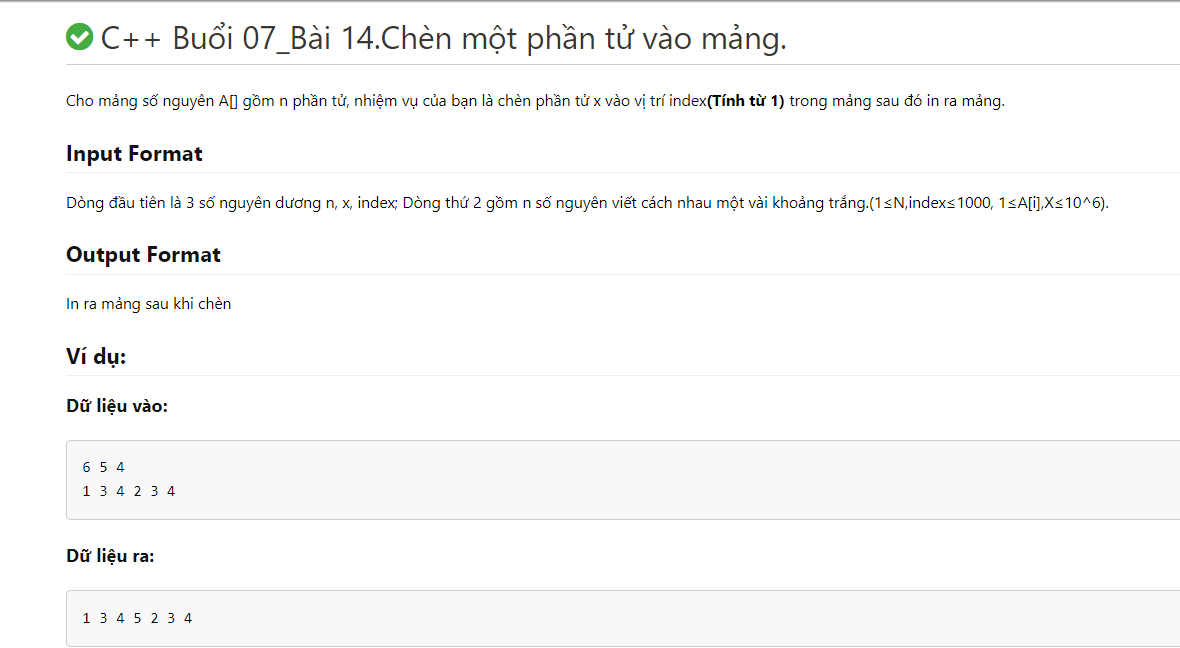 C++ Buổi 07_Bài 14.Chèn một phần tử vào mảng.
Cho mảng số nguyên A[] gồm n phần tử, nhiệm vụ của bạn là chèn phần tử x vào vị trí index(Tính từ 1) trong mảng sau đó in ra mảng.
Input Format
Dòng đầu tiên là 3 số nguyên dương n, x, index; Dòng thứ 2 gồm n số nguyên viết cách nhau một vài khoảng trắng.(1≤N,index≤1000, 1≤A[i],X≤10^6).
Output Format
In ra mảng sau khi chèn
Ví dụ:
Dữ liệu vào:
6 5 4
1 3 4 2 3 4
Dữ liệu ra:
1 3 4 5 2 3 4